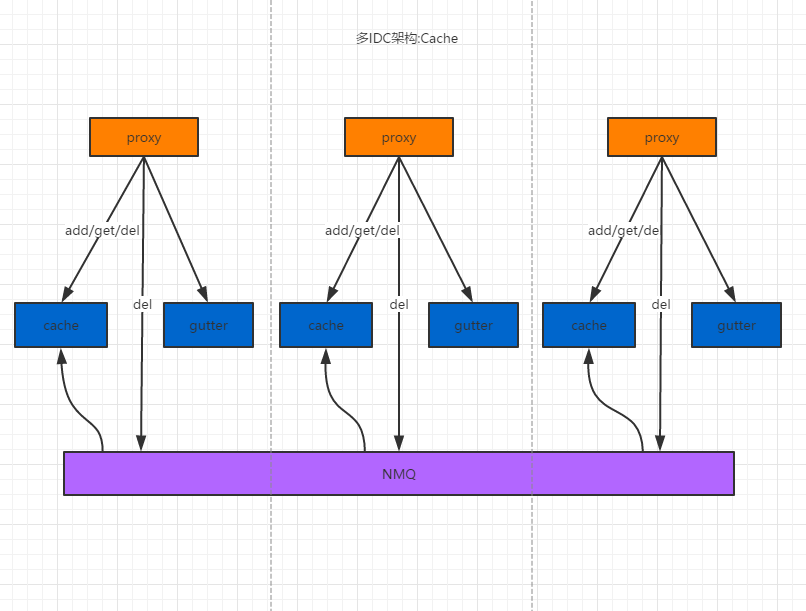 多IDC架构:Cache
proxy
proxy
proxy
add/get/del
add/get/del
add/get/del
del
del
del
cache
gutter
cache
gutter
cache
gutter
NMQ